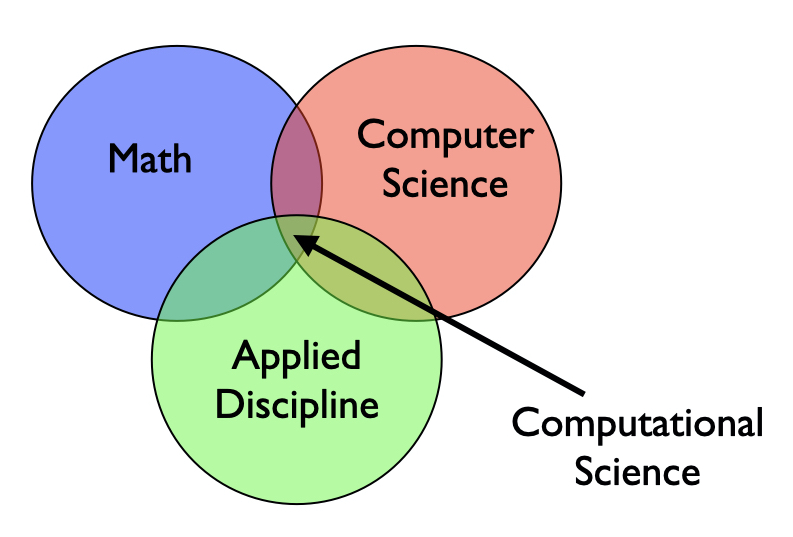 Math
Computer
Science
Applied
Discipline
Computational
Science